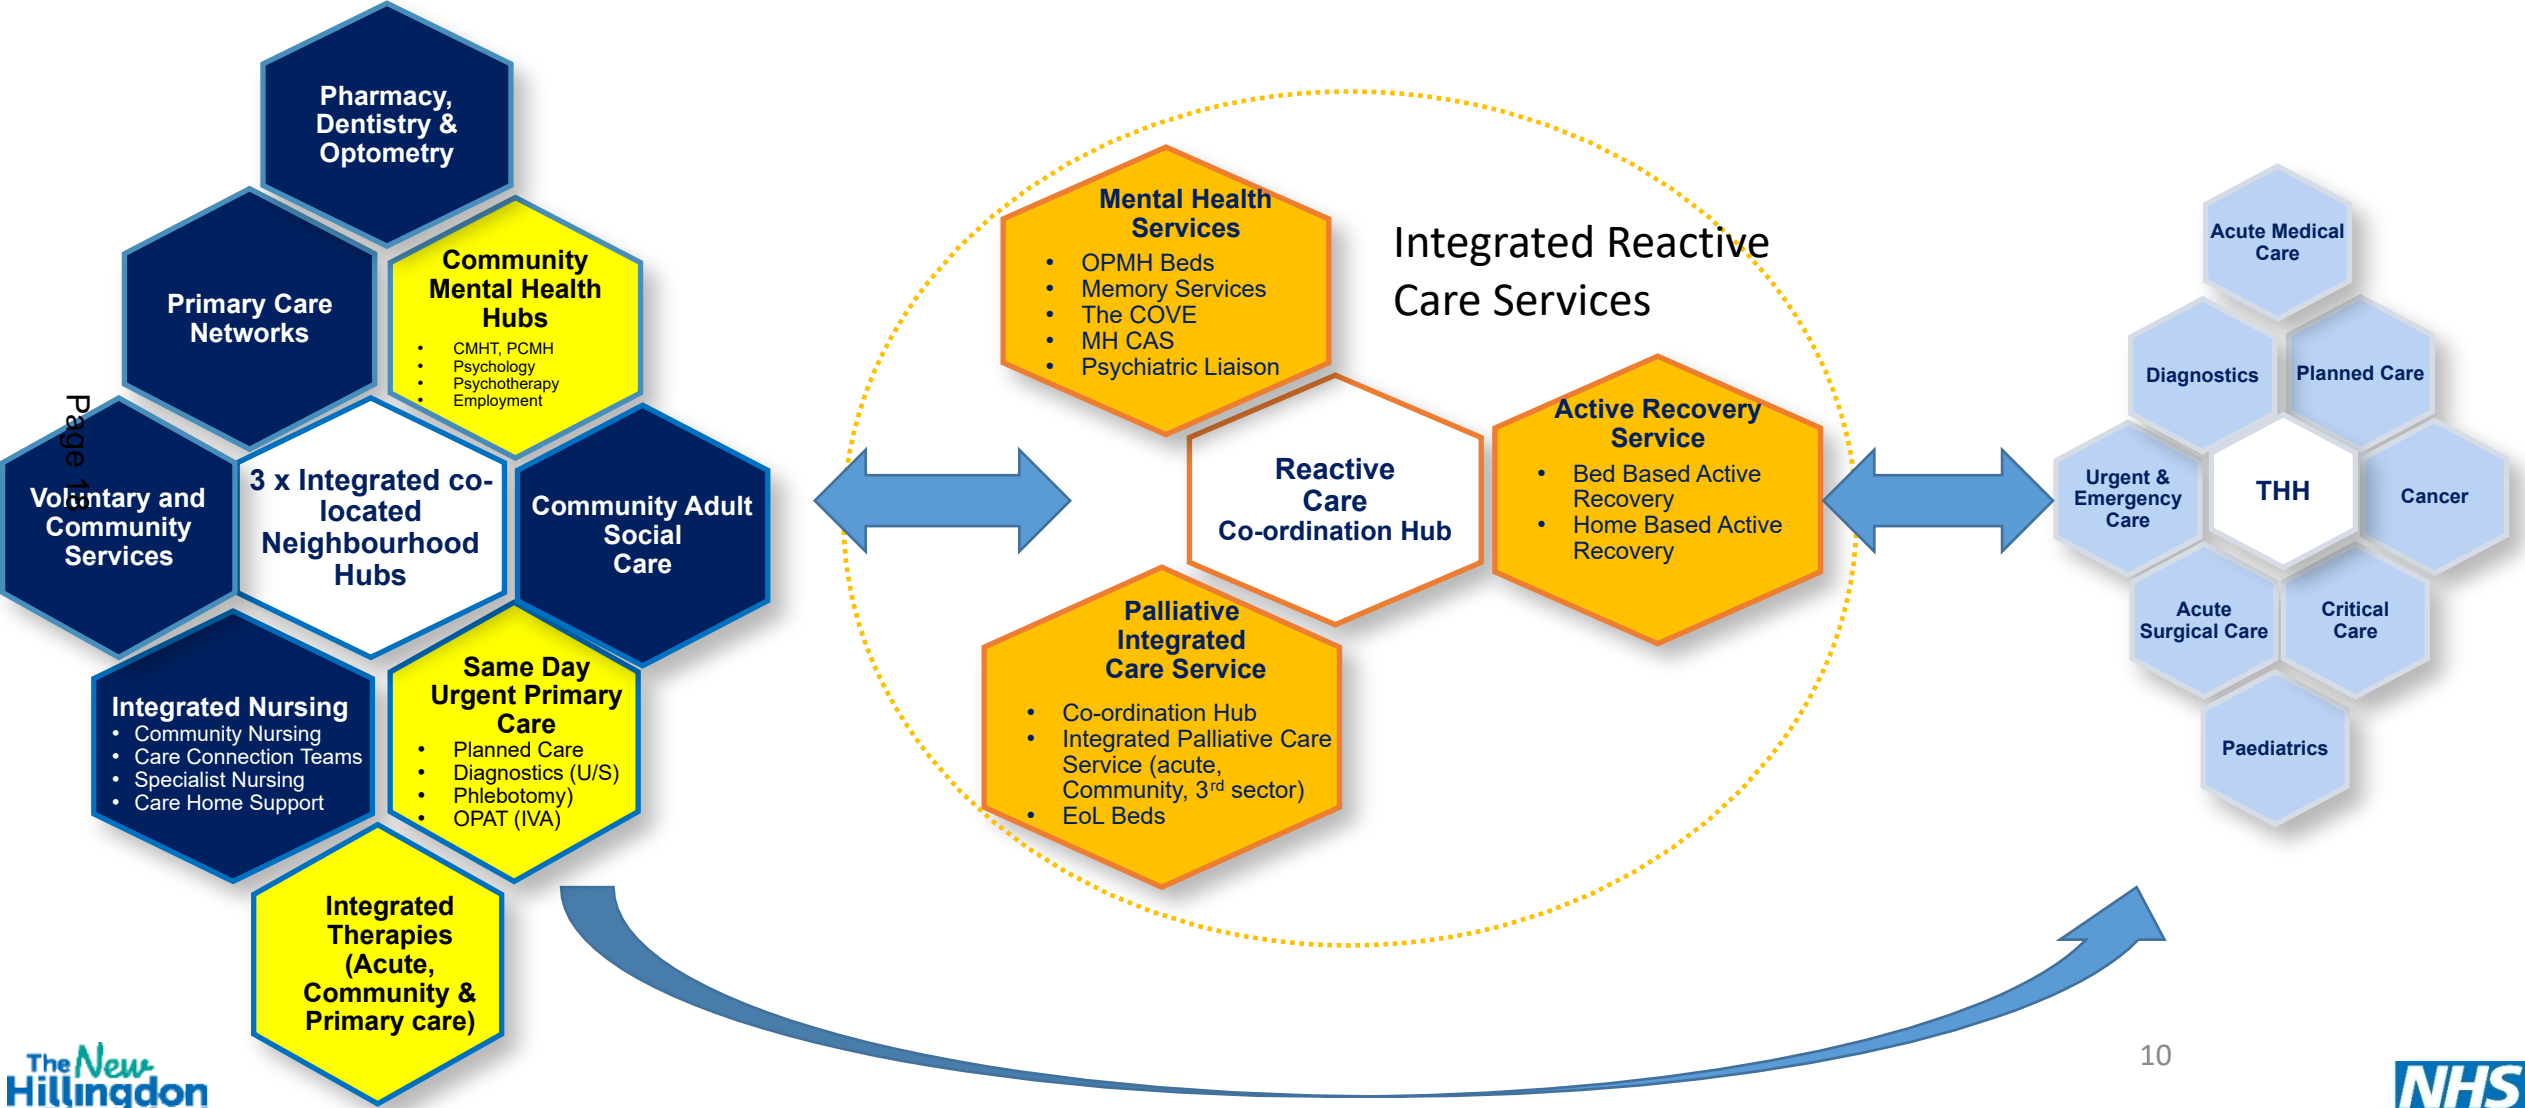 Pharmacy,
Dentistry &
Optometry
Primary Care
Networks
Community
Mental Health
Hubs
• CMHT, PCMH
• Psychology
• Psychotherapy
• Employment
Page 18
Voluntary and
Community
Services
3 x Integrated co-
located
Neighbourhood
Hubs
Community Adult
Social
Care
Integrated Nursing
• Community Nursing
• Care Connection Teams
• Specialist Nursing
• Care Home Support
Same Day
Urgent Primary
Care
• Planned Care
• Diagnostics (U/S)
• Phlebotomy)
• OPAT (IVA)
Integrated
Therapies
(Acute,
Community &
Primary care)
Integrated Reactive
Care Services
Mental Health
Services
• OPMH Beds
• Memory Services
• The COVE
• MH CAS
• Psychiatric Liaison
Reactive
Care
Co-ordination Hub
Active Recovery
Service
• Bed Based Active
Recovery
• Home Based Active
Recovery
Palliative
Integrated
Care Service
• Co-ordination Hub
• Integrated Palliative Care
Service (acute,
Community, 3rd sector)
• EoL Beds
Acute Medical
Care
Diagnostics
Planned Care
Urgent &
Emergency
Care
THH
Cancer
Acute
Surgical Care
Critical
Care
Paediatrics
The New
Hillingdon
10
NHS